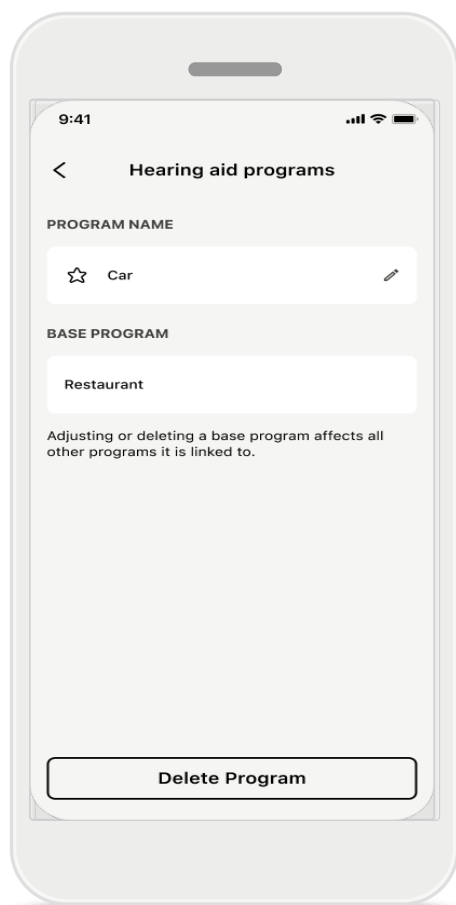 9:41
Hearing aid programs
PROGRAM NAME
Car
BASE PROGRAM
Restaurant
Adjusting or deleting a base program affects all
other programs it is linked to.
Delete Program